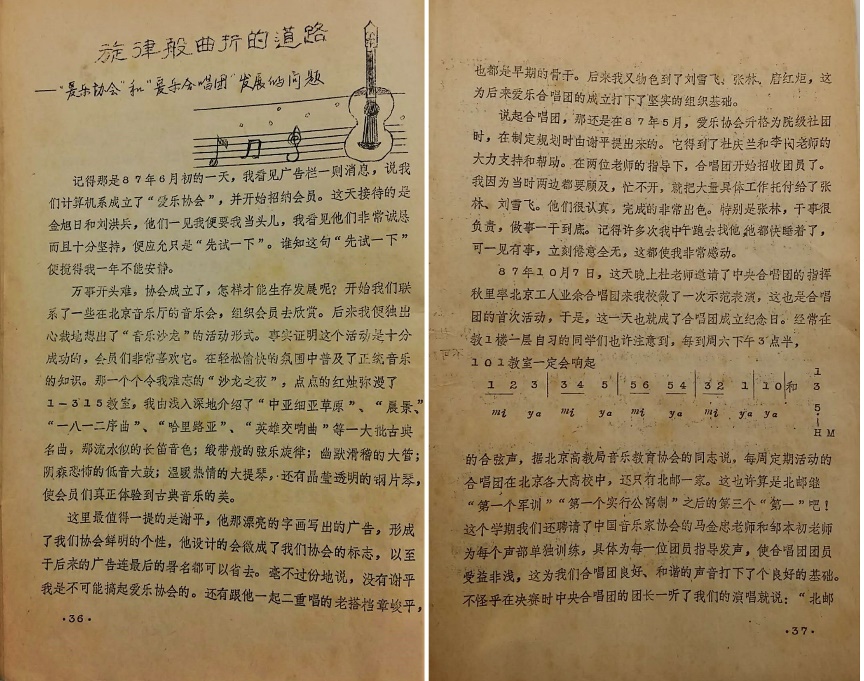 旋律般曲折的道路
——"爱乐协会"和"爱乐合唱团"发展的问题
记得那是87年6月初的一天，我看见广告栏一则消息，说我
们计算机系成立了“爱乐协会”，并开始招纳会员。这天接待的是
金旭日和刘洪兵，他们一见我便要我当头儿，我看见他们非常诚恳
而且十分坚持，便应允只是“先试一下”。谁知这句“先试一下”
便搅得我一年不能安静。
万事开头难，协会成立了，怎样才能生存发展呢？开始我们联
系了一些在北京音乐厅的音乐会，组织会员去欣赏。后来我便独出
心裁地想出了“音乐沙龙”的活动形式。事实证明这个活动是十分
成功的，会员们非常喜欢它。在轻松愉快的氛围中普及了正统音乐
的知识。那一个个令我难忘的“沙龙之夜”，点点的红烛弥漫了
1－315教室，我由浅入深地介绍了“中亚细亚草原”、“晨景”
“一八一二序曲”、“哈里路亚”、“英雄交响曲”等一大批古典
名曲，那流水似的长笛音色；缎带般的弦乐旋律；幽默滑稽的大管；
阴森恐怖的低音大鼓；温暖热情的大提琴，还有晶莹透明的钢片琴，
使会员们真正体验到古典音乐的美。
这里最值得一提的是谢平，他那漂亮的字画写出的广告，形成
了我们协会鲜明的个性，他设计的会徽成了我们协会的标志，以至
于后来的广告连最后的署名都可以省去。毫不过份地说，没有谢平
我是不可能搞起爱乐协会的。还有跟他一起二重唱的老搭档章峻平，
·36·
也都是早期的骨干。后来我又物色到了刘雪飞、张林、唐红炬，这
为后来爱乐合唱团的成立打下了坚实的组织基础。
说起合唱团，那还是在87年5月，爱乐协会升格为院级社团
时，在制定规划时由谢平提出来的。它得到了杜庆兰和李闵老师的
大力支持和帮助。在两位老师的指导下，合唱团开始招收团员了。
我因为当时两边都要顾及，忙不开，就把大量具体工作托付给了张
林、刘雪飞。他们很认真，完成的非常出色。特别是张林，干事很
负责，做事一干到底。记得许多次我中午跑去找他，他都快睡着了，
可一见有事，立刻倦意全无，这都使我非常感动。
87年10月7日，这天晚上杜老师邀请了中央合唱团的指挥
秋里率北京工人业余合唱团来我校做了一次示范表演，这也是合唱
团的首次活动，于是，这一天也就成了合唱团成立纪念日。经常在
教1楼一层自习的同学们也许注意到，每到周六下午3点半，
101教室一定会响起
1 2 3 | 3 4 5 | 56 54 | 32 1 | 10 和 1 3 5
mi ya mi ya mi ya mi ya ya HM
的合弦声，据北京高教局音乐教育协会的同志说，每周定期活动的
合唱团在北京各大高校中，还只有北邮一家。这也许算是北邮继
“第一个军训”“第一个实行公寓制”之后的第三个“第一”吧！
这个学期我们还聘请了中国音乐家协会的马金忠老师和邹本初老师
为每个声部单独训练，具体为每一位团员指导发声，使合唱团团员
受益非浅，这为我们合唱团良好、和谐的声音打下了个良好的基础。
不怪乎在决赛时中央合唱团的团长一听了我们的演唱就说：“北邮
·37·